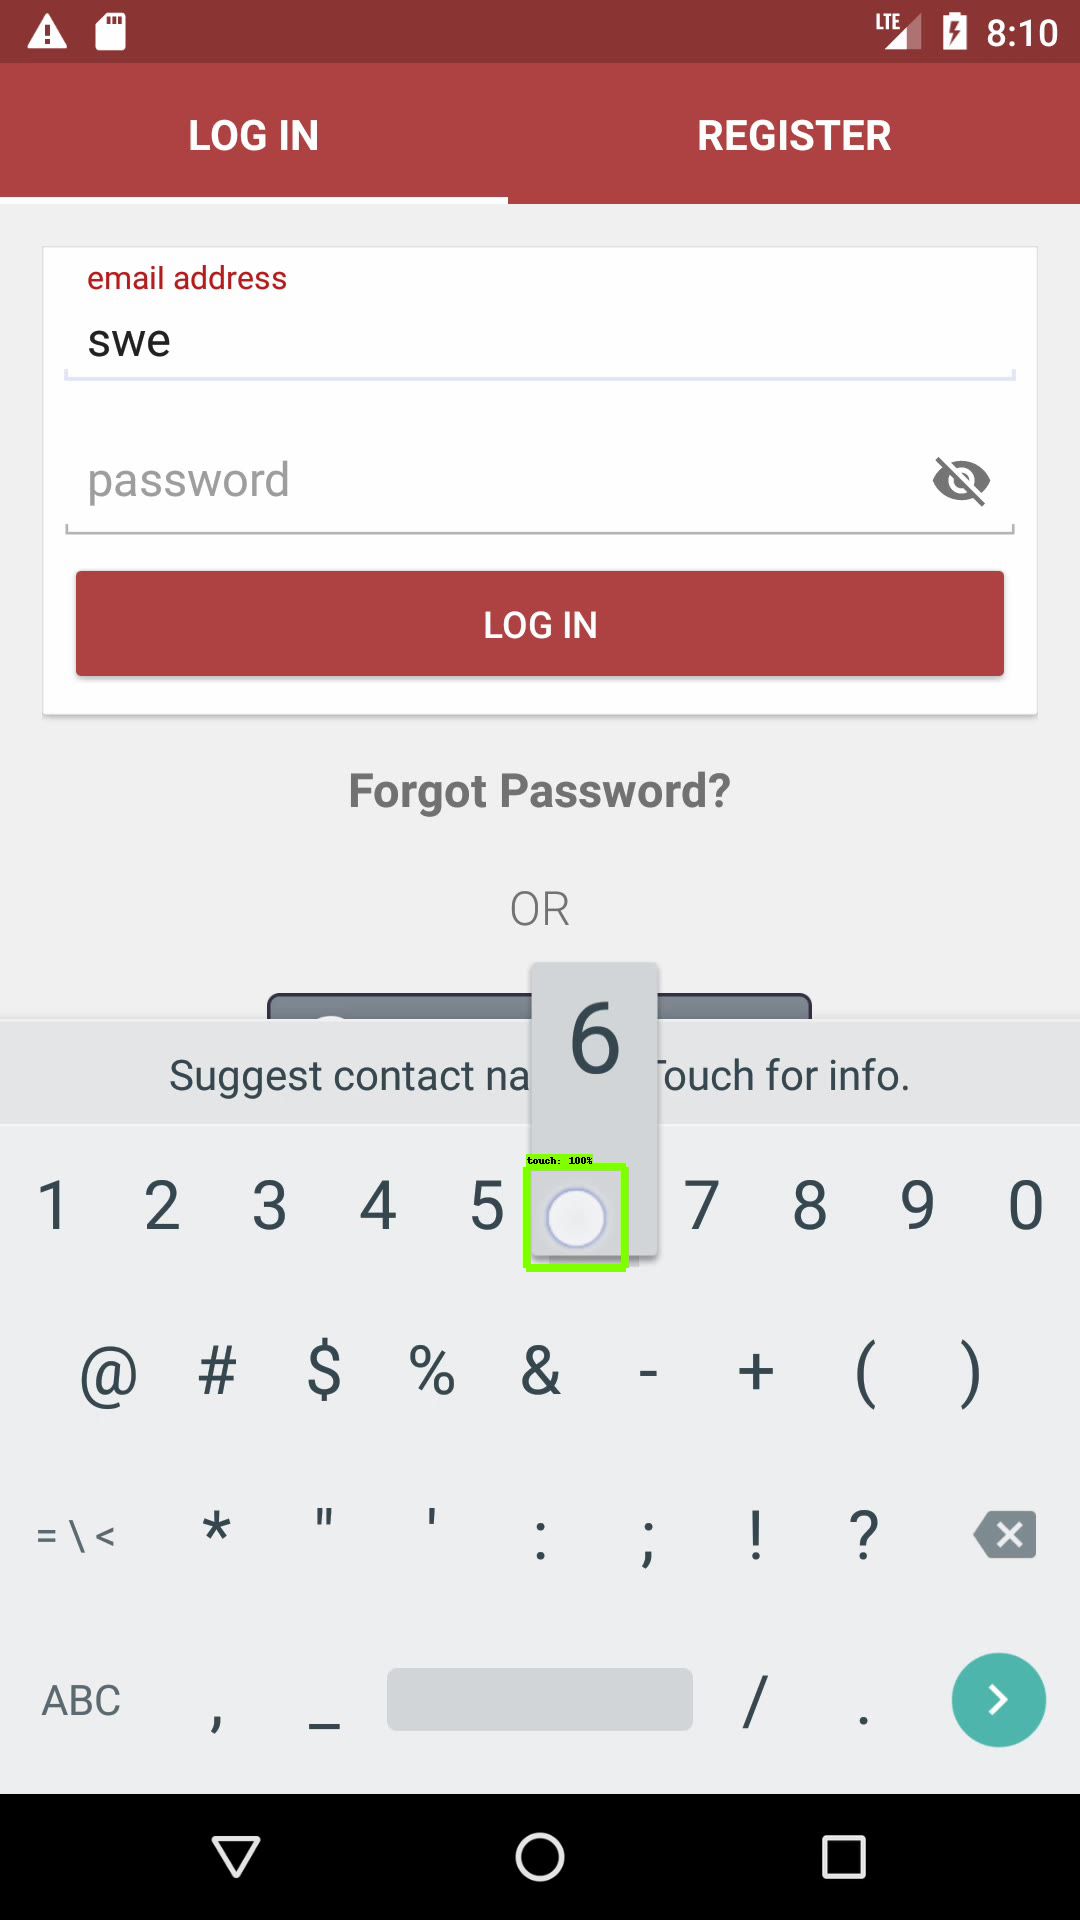 LTE 8:10
LOG IN REGISTER
email address
swe
password
LOG IN
Forgot Password?
OR
6
Suggest contact na Touch for info.
touch: 100%
1 2 3 4 5 7 8 9 0
@ # $ % & - + ( )
= \ < * " ' : ; ! ?
ABC , _ / .